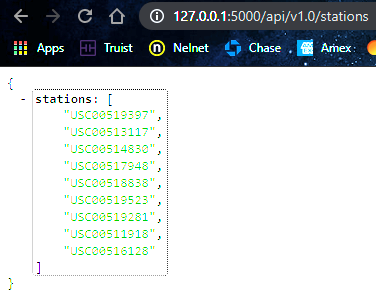 127.0.0.1:5000/api/v1.0/stations
Apps Truist Nelnet Chase Amex
{
- stations: [
"USC00519397",
"USC00513117",
"USC00514830",
"USC00517948",
"USC00518838",
"USC00519523",
"USC00519281",
"USC00511918",
"USC00516128"
]
}